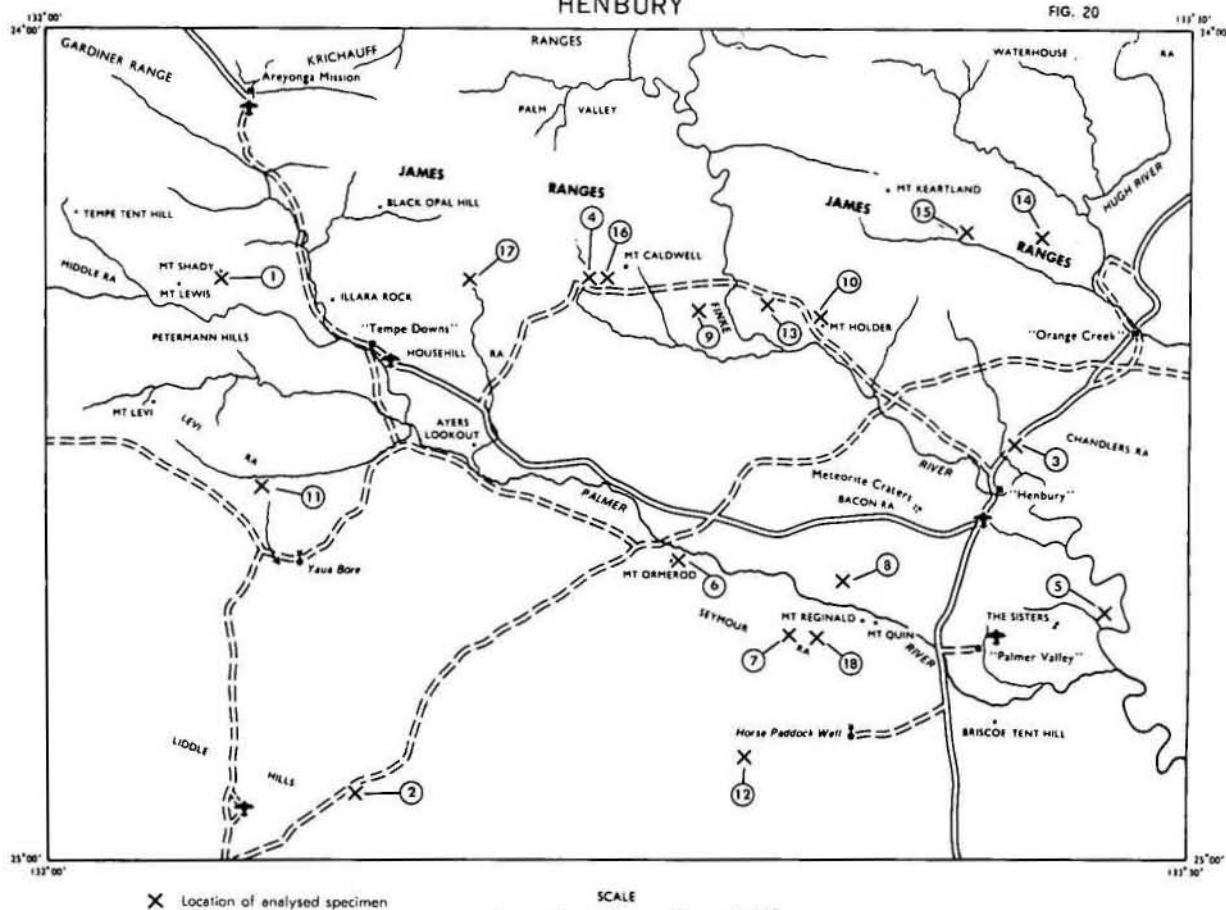 HENBURY
FIG. 20
132°00'
133°30'
24°00'
24°00'
GARDINER RANGE
KRICHAUFF
RANGES
WATERHOUSE
RA
Areyonga Mission
PALM VALLEY
HUGH RIVER
JAMES
RANGES
JAMES
RANGES
MT KEARTLAND
15
14
TEMPE TENT HILL
BLACK OPAL HILL
4
16
MT CALDWELL
MIDDLE RA
MT SHADY
1
MT LEWIS
17
ILLARA ROCK
10
9
FINKE
13
MT HOLDER
"Orange Creek"
PETERMANN HILLS
"Tempe Downs"
HOUSEHILL
RA
MT LEVI
LEVI
RA
AYERS
LOOKOUT
RIVER
3
CHANDLERS RA
11
PALMER
Meteorite Craters
BACON RA
"Henbury"
Yaua Bore
MT ORMEROD
6
8
5
SEYMOUR
RA
MT REGINALD
MT QUIN
THE SISTERS
7
18
RIVER
"Palmer Valley"
Horse Paddock Well
BRISCOE TENT HILL
LIDDLE
HILLS
2
12
25°00'
25°00'
132°00'
133°30'
X Location of analysed specimen
SCALE